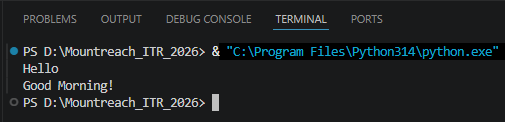 PROBLEMS OUTPUT DEBUG CONSOLE TERMINAL PORTS
PS D:\Mountreach_ITR_2026> & "C:\Program Files\Python314\python.exe"
Hello
Good Morning!
PS D:\Mountreach_ITR_2026>